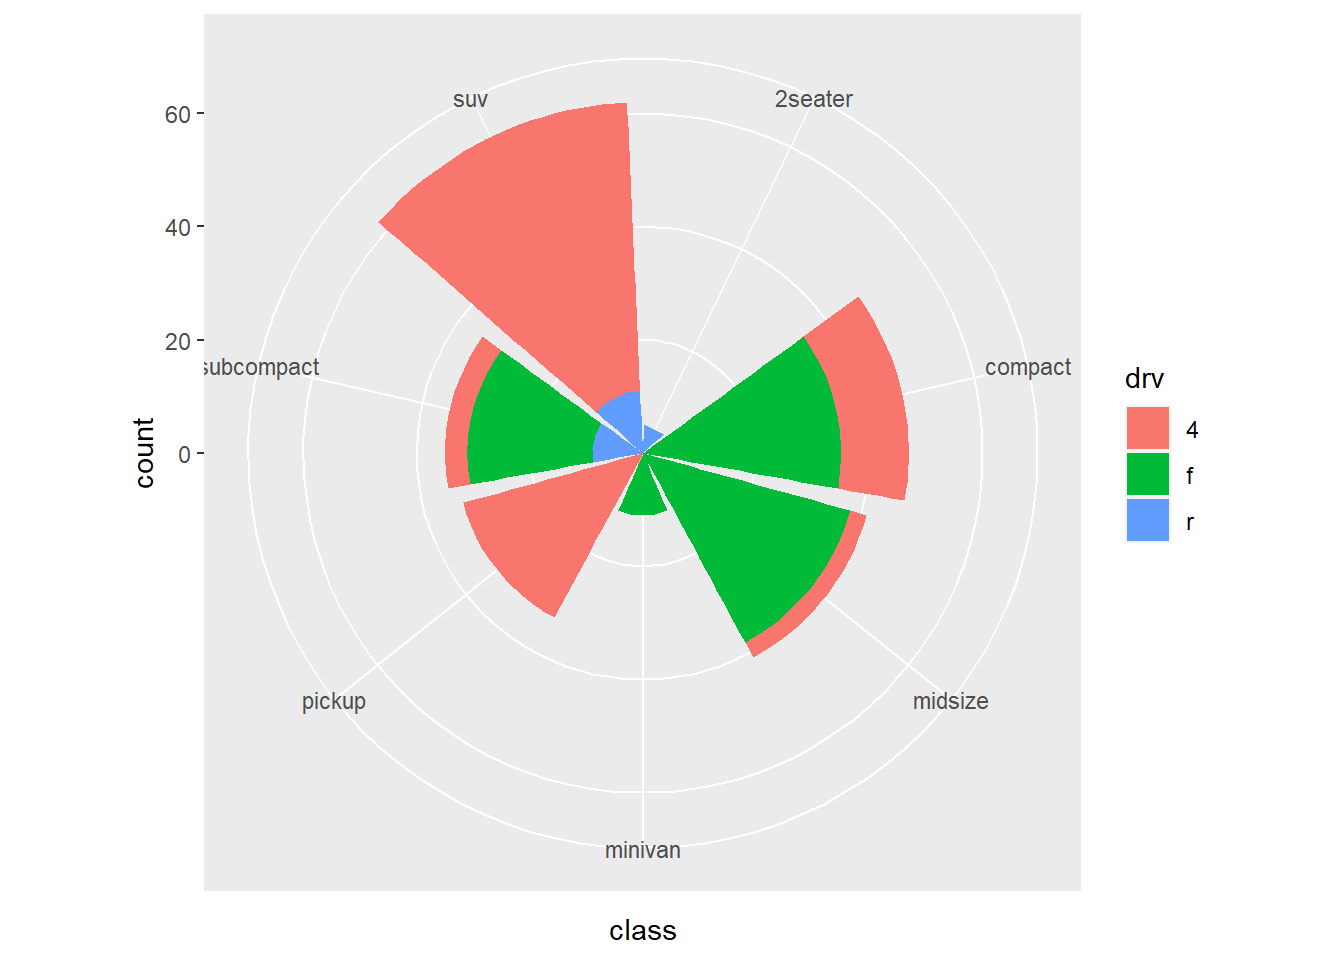 suv
2seater
60
40
20
0
subcompact
compact
count
pickup
midsize
minivan
class
drv
4
f
r